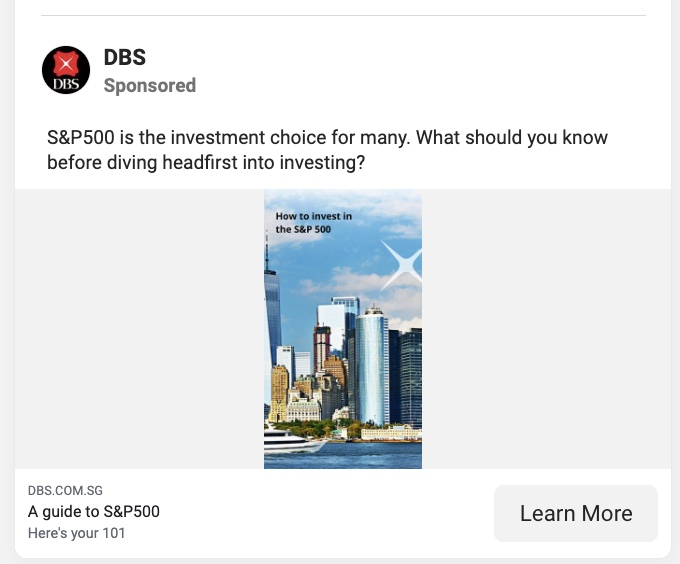 DBS
Sponsored
DBS
S&P500 is the investment choice for many. What should you know
before diving headfirst into investing?
How to invest in
the S&P 500
DBS.COM.SG
A guide to S&P500
Here's your 101
Learn More